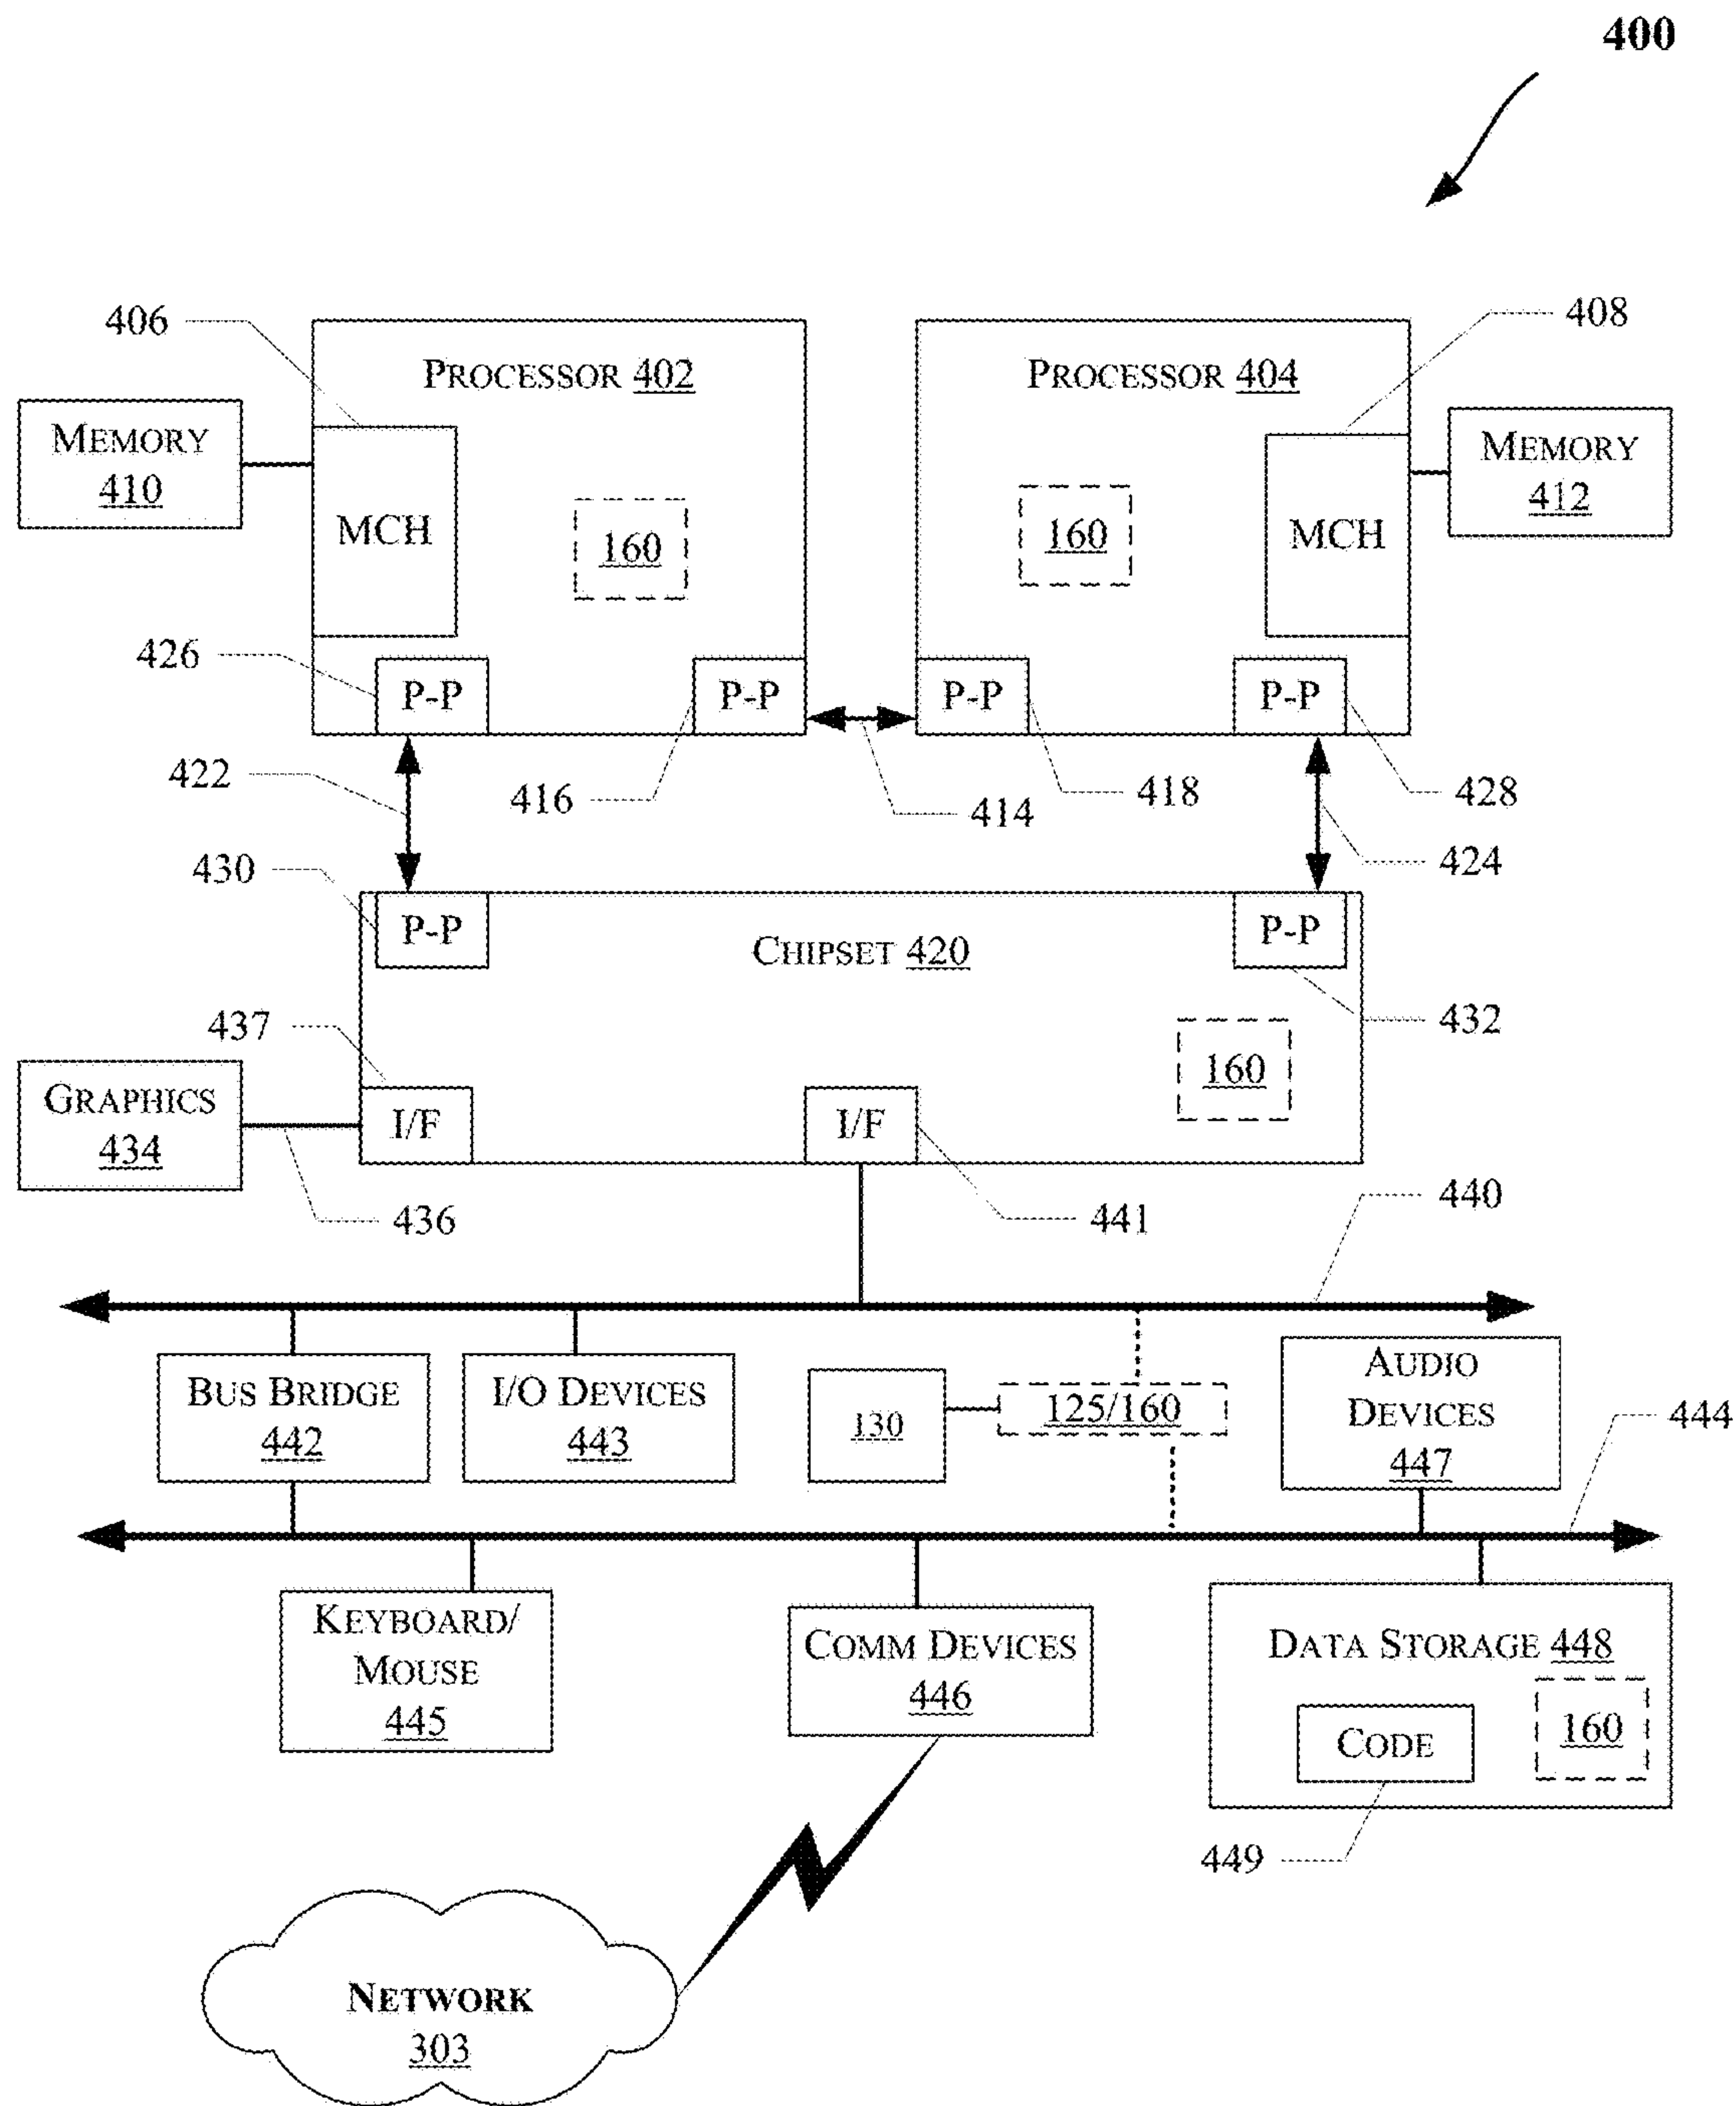 400
406
408
PROCESSOR 402
PROCESSOR 404
MEMORY
410
MEMORY
412
MCH
160
160
MCH
426
P-P
P-P
P-P
P-P
422
416
414
418
428
424
430
P-P
CHIPSET 420
P-P
437
432
160
GRAPHICS
434
I/F
I/F
436
441
440
BUS BRIDGE
442
I/O DEVICES
443
130
125/160
AUDIO
DEVICES
447
444
KEYBOARD/
MOUSE
445
COMM DEVICES
446
DATA STORAGE 448
CODE
160
449
NETWORK
303